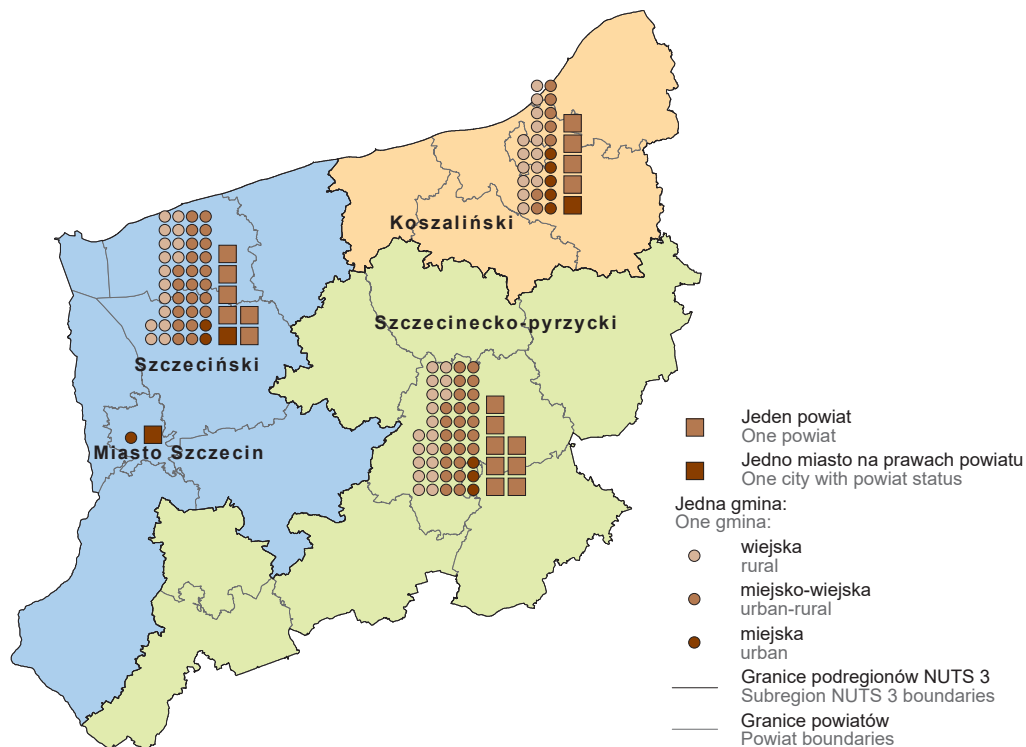 Koszaliński
Szczecinecko-pyrzycki
Szczeciński
Miasto Szczecin
Jeden powiat
One powiat
Jedno miasto na prawach powiatu
One city with powiat status
Jedna gmina:
One gmina:
wiejska
rural
miejsko-wiejska
urban-rural
miejska
urban
Granice podregionów NUTS 3
Subregion NUTS 3 boundaries
Granice powiatów
Powiat boundaries